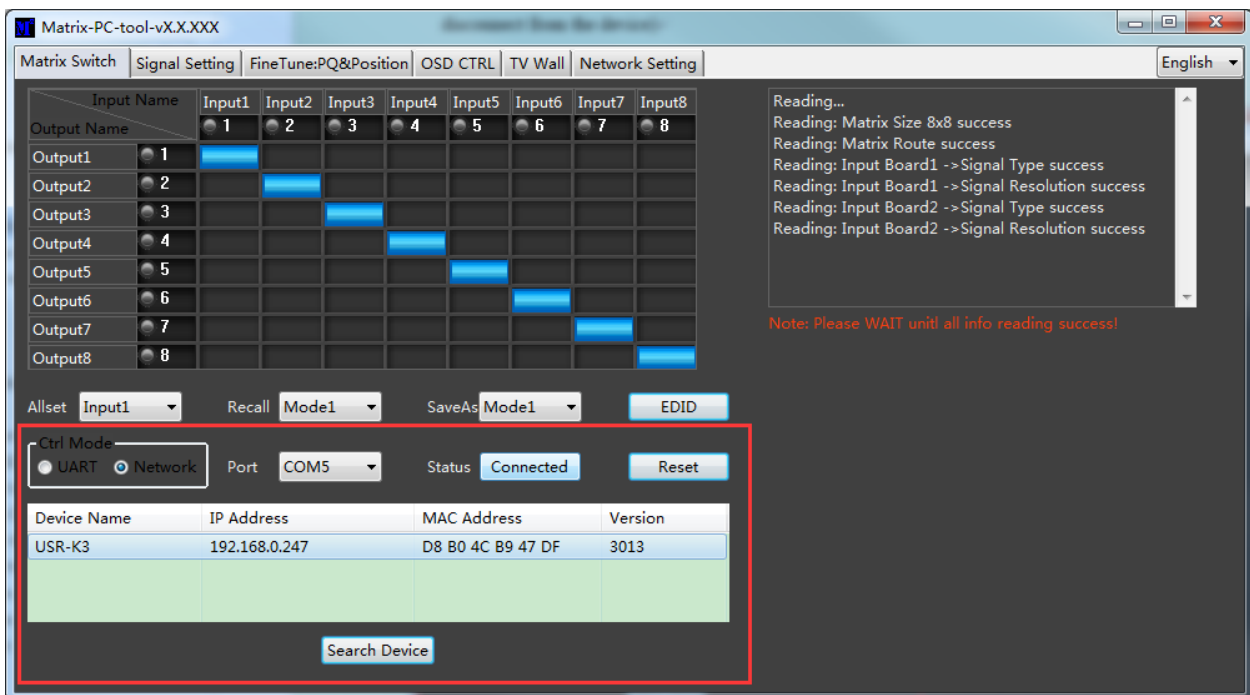 Matrix-PC-tool-vX.X.XXX
Matrix Switch Signal Setting FineTune:PQ&Position OSD CTRL TV Wall Network Setting English
Input Name Input1 Input2 Input3 Input4 Input5 Input6 Input7 Input8
Output Name 1 2 3 4 5 6 7 8
Output1 1
Output2 2
Output3 3
Output4 4
Output5 5
Output6 6
Output7 7
Output8 8
Reading...
Reading: Matrix Size 8x8 success
Reading: Matrix Route success
Reading: Input Board1 ->Signal Type success
Reading: Input Board1 ->Signal Resolution success
Reading: Input Board2 ->Signal Type success
Reading: Input Board2 ->Signal Resolution success
Note: Please WAIT unitl all info reading success!
Allset Input1 Recall Mode1 SaveAs Mode1 EDID
Ctrl Mode
UART Network Port COM5 Status Connected Reset
Device Name IP Address MAC Address Version
USR-K3 192.168.0.247 D8 B0 4C B9 47 DF 3013
Search Device